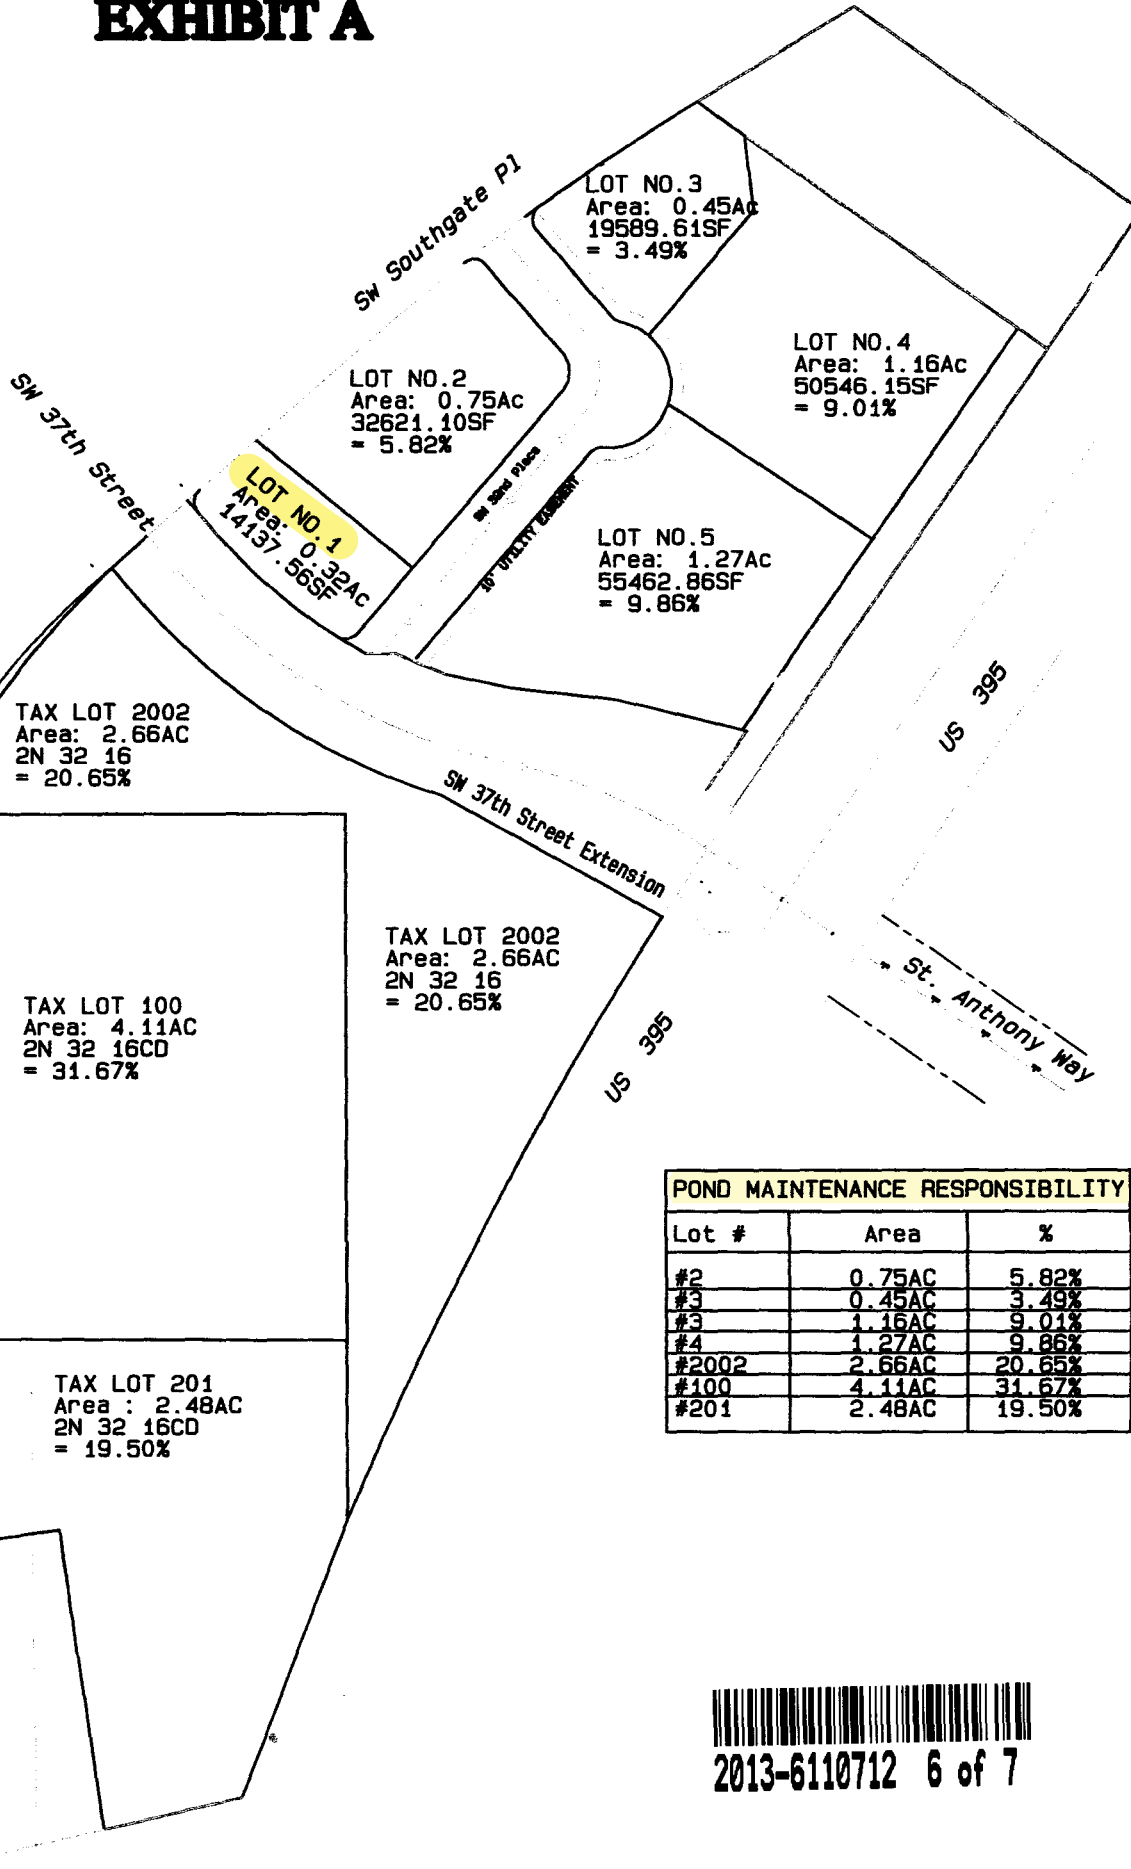 EXHIBIT A
SW Southgate Pl
LOT NO.3
Area: 0.45Ac
19589.61SF
= 3.49%
LOT NO.4
Area: 1.16Ac
50546.15SF
= 9.01%
SW 37th Street
LOT NO.2
Area: 0.75Ac
32621.10SF
= 5.82%
LOT NO.1
Area: 0.32Ac
14137.56SF
SW 32nd Place
10' UTILITY EASEMENT
LOT NO.5
Area: 1.27Ac
55462.86SF
= 9.86%
US 395
TAX LOT 2002
Area: 2.66AC
2N 32 16
= 20.65%
SW 37th Street Extension
TAX LOT 2002
Area: 2.66AC
2N 32 16
= 20.65%
St. Anthony Way
TAX LOT 100
Area: 4.11AC
2N 32 16CD
= 31.67%
US 395
POND MAINTENANCE RESPONSIBILITY
Lot # Area %
#2 0.75AC 5.82%
#3 0.45AC 3.49%
#3 1.16AC 9.01%
#4 1.27AC 9.86%
#2002 2.66AC 20.65%
#100 4.11AC 31.67%
#201 2.48AC 19.50%
TAX LOT 201
Area : 2.48AC
2N 32 16CD
= 19.50%
2013-6110712 6 of 7